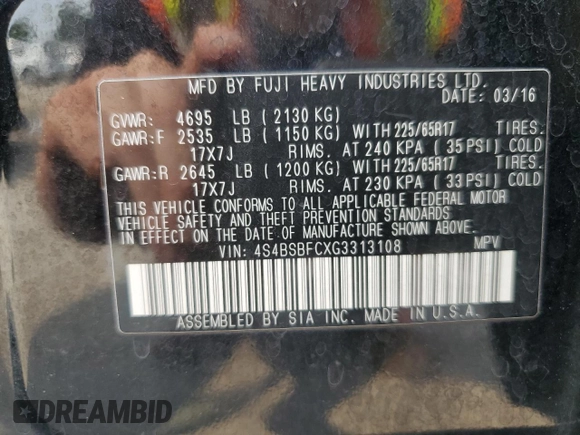 MFD BY FUJI HEAVY INDUSTRIES LTD.
DATE: 03/16
GVWR: 4695 LB ( 2130 KG)
GAWR:F 2535 LB ( 1150 KG) WITH 225/65R17 TIRES.
17X7J RIMS. AT 240 KPA ( 35 PSI) COLD
GAWR:R 2645 LB ( 1200 KG) WITH 225/65R17 TIRES.
17X7J RIMS. AT 230 KPA ( 33 PSI) COLD
THIS VEHICLE CONFORMS TO ALL APPLICABLE FEDERAL MOTOR
VEHICLE SAFETY AND THEFT PREVENTION STANDARDS
IN EFFECT ON THE DATE OF MANUFACTURE SHOWN ABOVE.
VIN: 4S4BSBFCXG3313108 MPV
ASSEMBLED BY SIA INC. MADE IN U.S.A.
DREAMBID